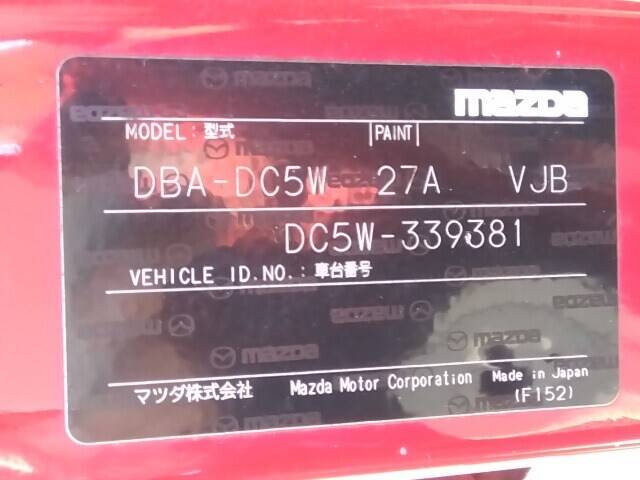 mazda
MODEL : 型式 PAINT
DBA-DC5W 27A VJB
DC5W-339381
VEHICLE ID.NO. : 車台番号
マツダ株式会社 Mazda Motor Corporation Made in Japan
(F152)